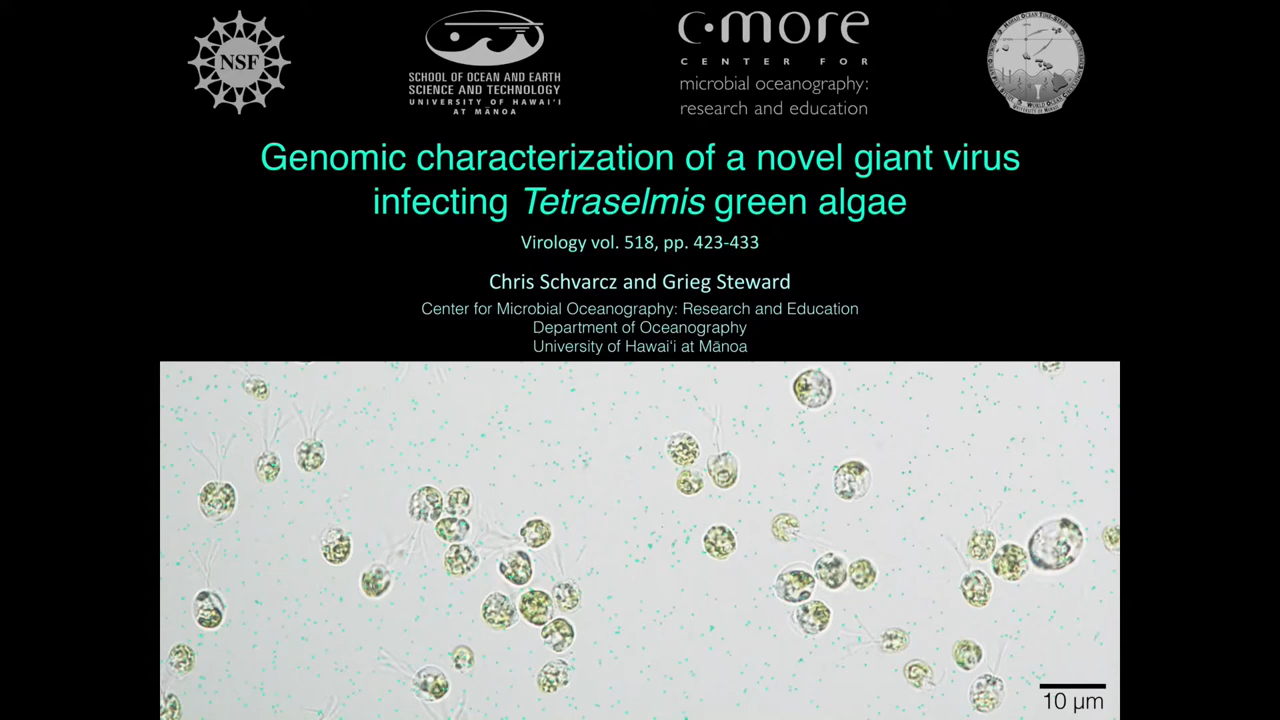 NSF
SCHOOL OF OCEAN AND EARTH
SCIENCE AND TECHNOLOGY
UNIVERSITY OF HAWAIʻI
AT MĀNOA
c·more
CENTER FOR
microbial oceanography:
research and education
Genomic characterization of a novel giant virus
infecting Tetraselmis green algae
Virology vol. 518, pp. 423-433
Chris Schvarcz and Grieg Steward
Center for Microbial Oceanography: Research and Education
Department of Oceanography
University of Hawaiʻi at Mānoa
10 µm